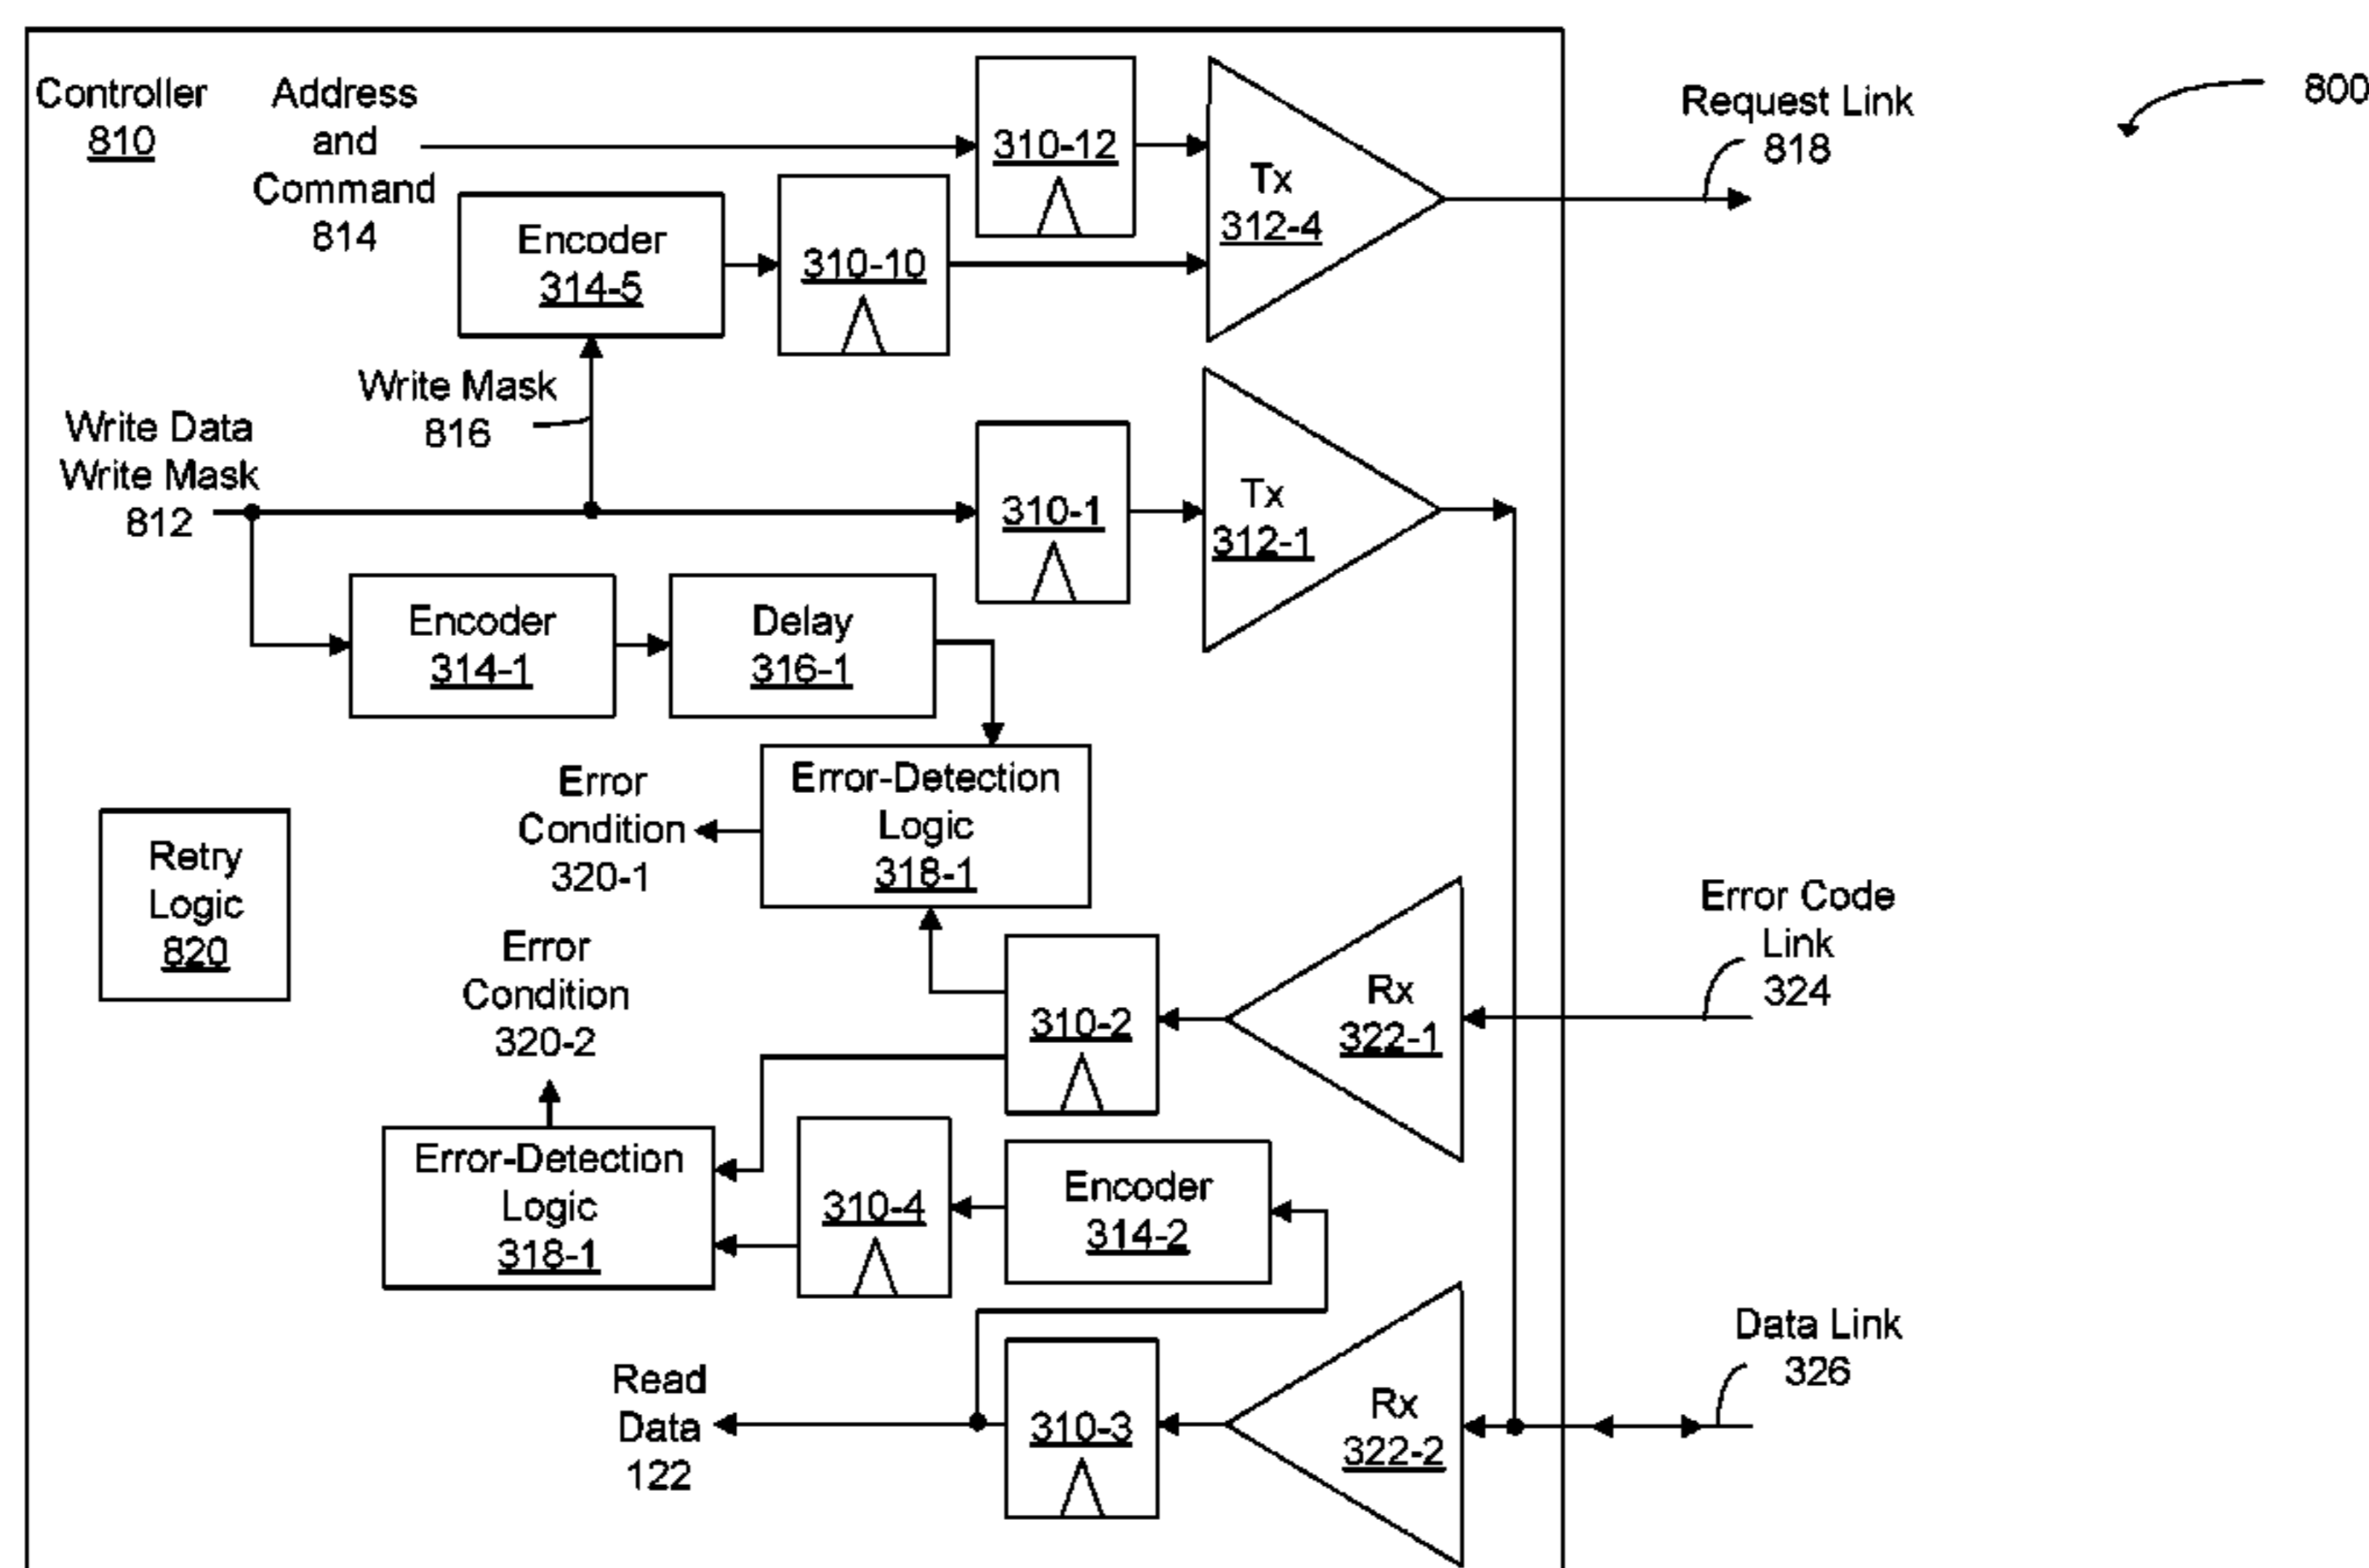 Controller
810
Address
and
Command
814
310-12
Tx
312-4
Request Link
818
800
Encoder
314-5
310-10
Write Mask
816
Write Data
Write Mask
812
310-1
Tx
312-1
Encoder
314-1
Delay
316-1
Error
Condition
320-1
Error-Detection
Logic
318-1
Retry
Logic
820
Error
Condition
320-2
310-2
Rx
322-1
Error Code
Link
324
Error-Detection
Logic
318-1
310-4
Encoder
314-2
Read
Data
122
310-3
Rx
322-2
Data Link
326